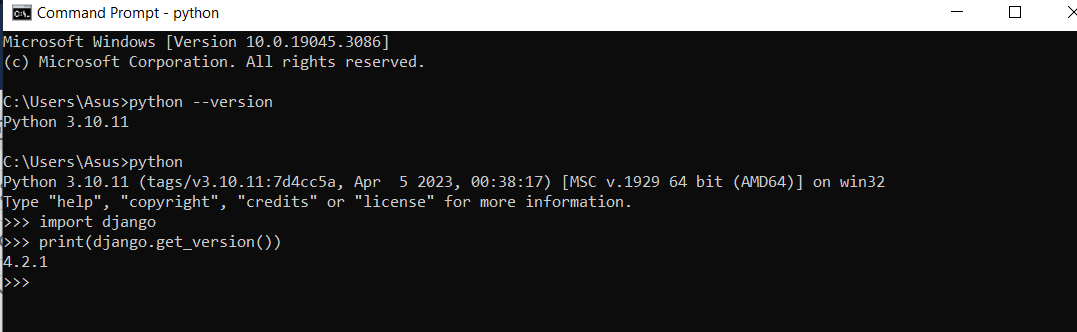 Command Prompt - python
Microsoft Windows [Version 10.0.19045.3086]
(c) Microsoft Corporation. All rights reserved.
C:\Users\Asus>python --version
Python 3.10.11
C:\Users\Asus>python
Python 3.10.11 (tags/v3.10.11:7d4cc5a, Apr  5 2023, 00:38:17) [MSC v.1929 64 bit (AMD64)] on win32
Type "help", "copyright", "credits" or "license" for more information.
>>> import django
>>> print(django.get_version())
4.2.1
>>>